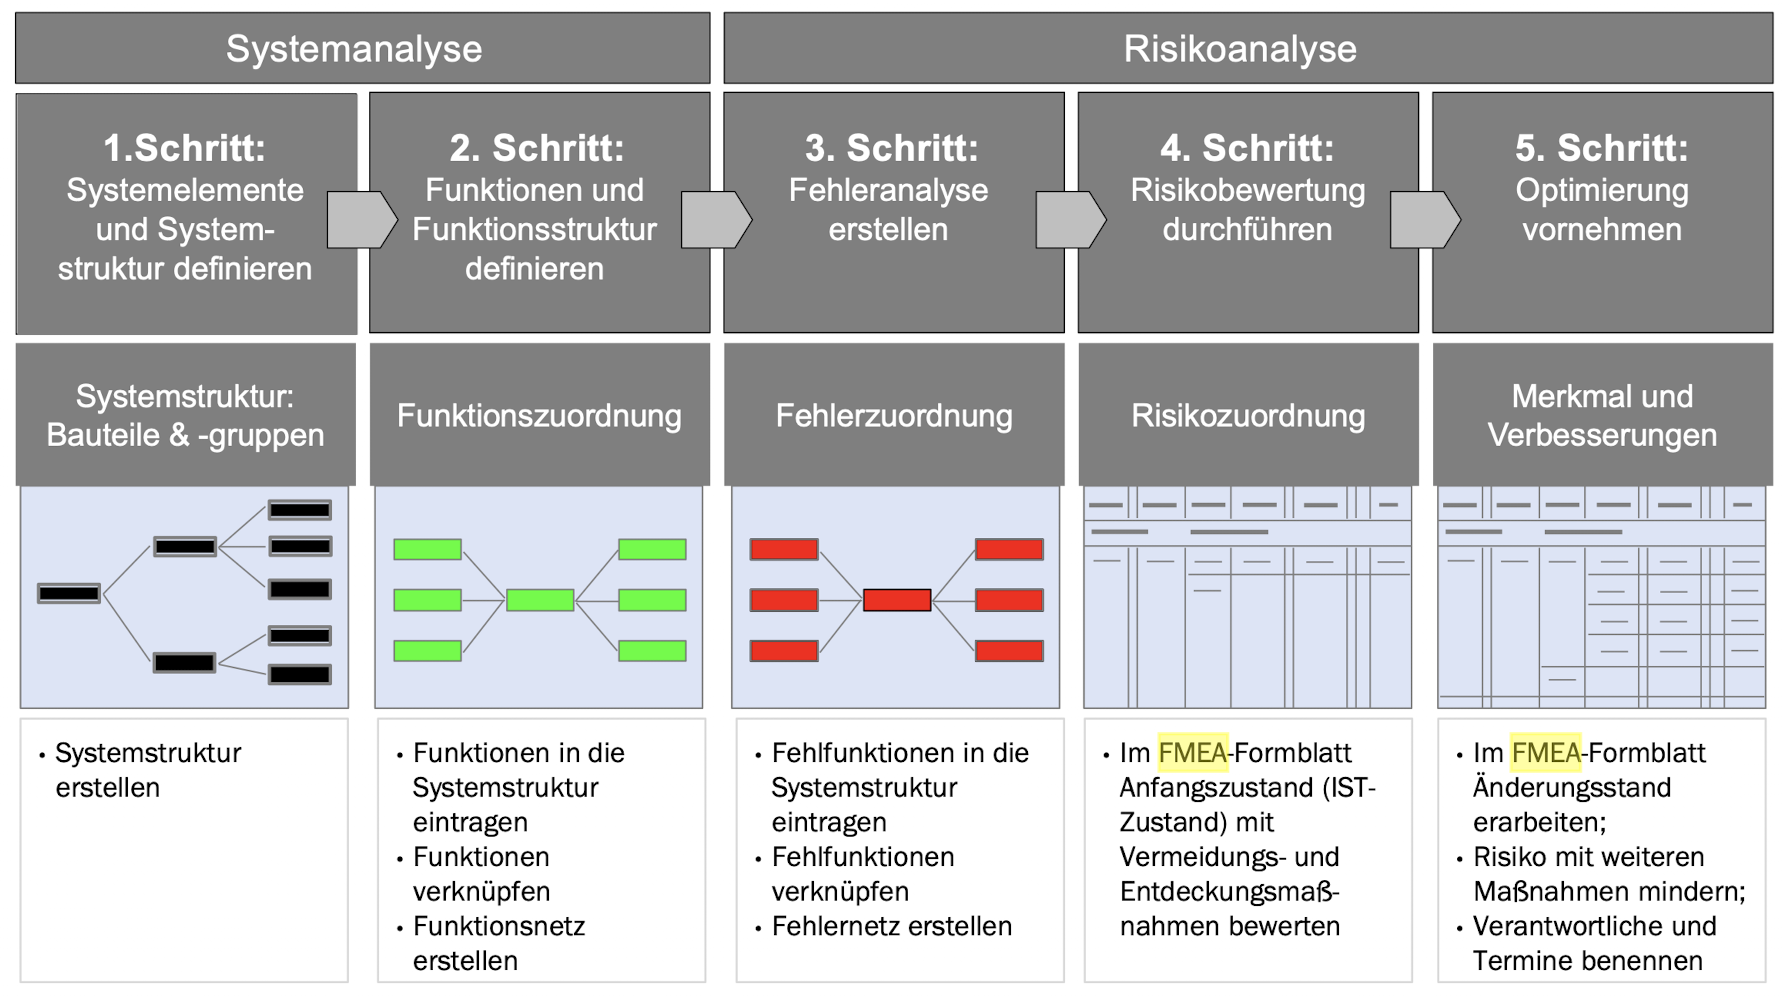 Systemanalyse
Risikoanalyse
1.Schritt:
Systemelemente
und System-
struktur definieren
2. Schritt:
Funktionen und
Funktionsstruktur
definieren
3. Schritt:
Fehleranalyse
erstellen
4. Schritt:
Risikobewertung
durchführen
5. Schritt:
Optimierung
vornehmen
Systemstruktur:
Bauteile & -gruppen
Funktionszuordnung
Fehlerzuordnung
Risikozuordnung
Merkmal und
Verbesserungen
• Systemstruktur
erstellen
• Funktionen in die
Systemstruktur
eintragen
• Funktionen
verknüpfen
• Funktionsnetz
erstellen
• Fehlfunktionen in die
Systemstruktur
eintragen
• Fehlfunktionen
verknüpfen
• Fehlernetz erstellen
• Im FMEA-Formblatt
Anfangszustand (IST-
Zustand) mit
Vermeidungs- und
Entdeckungsmaß-
nahmen bewerten
• Im FMEA-Formblatt
Änderungsstand
erarbeiten;
• Risiko mit weiteren
Maßnahmen mindern;
• Verantwortliche und
Termine benennen